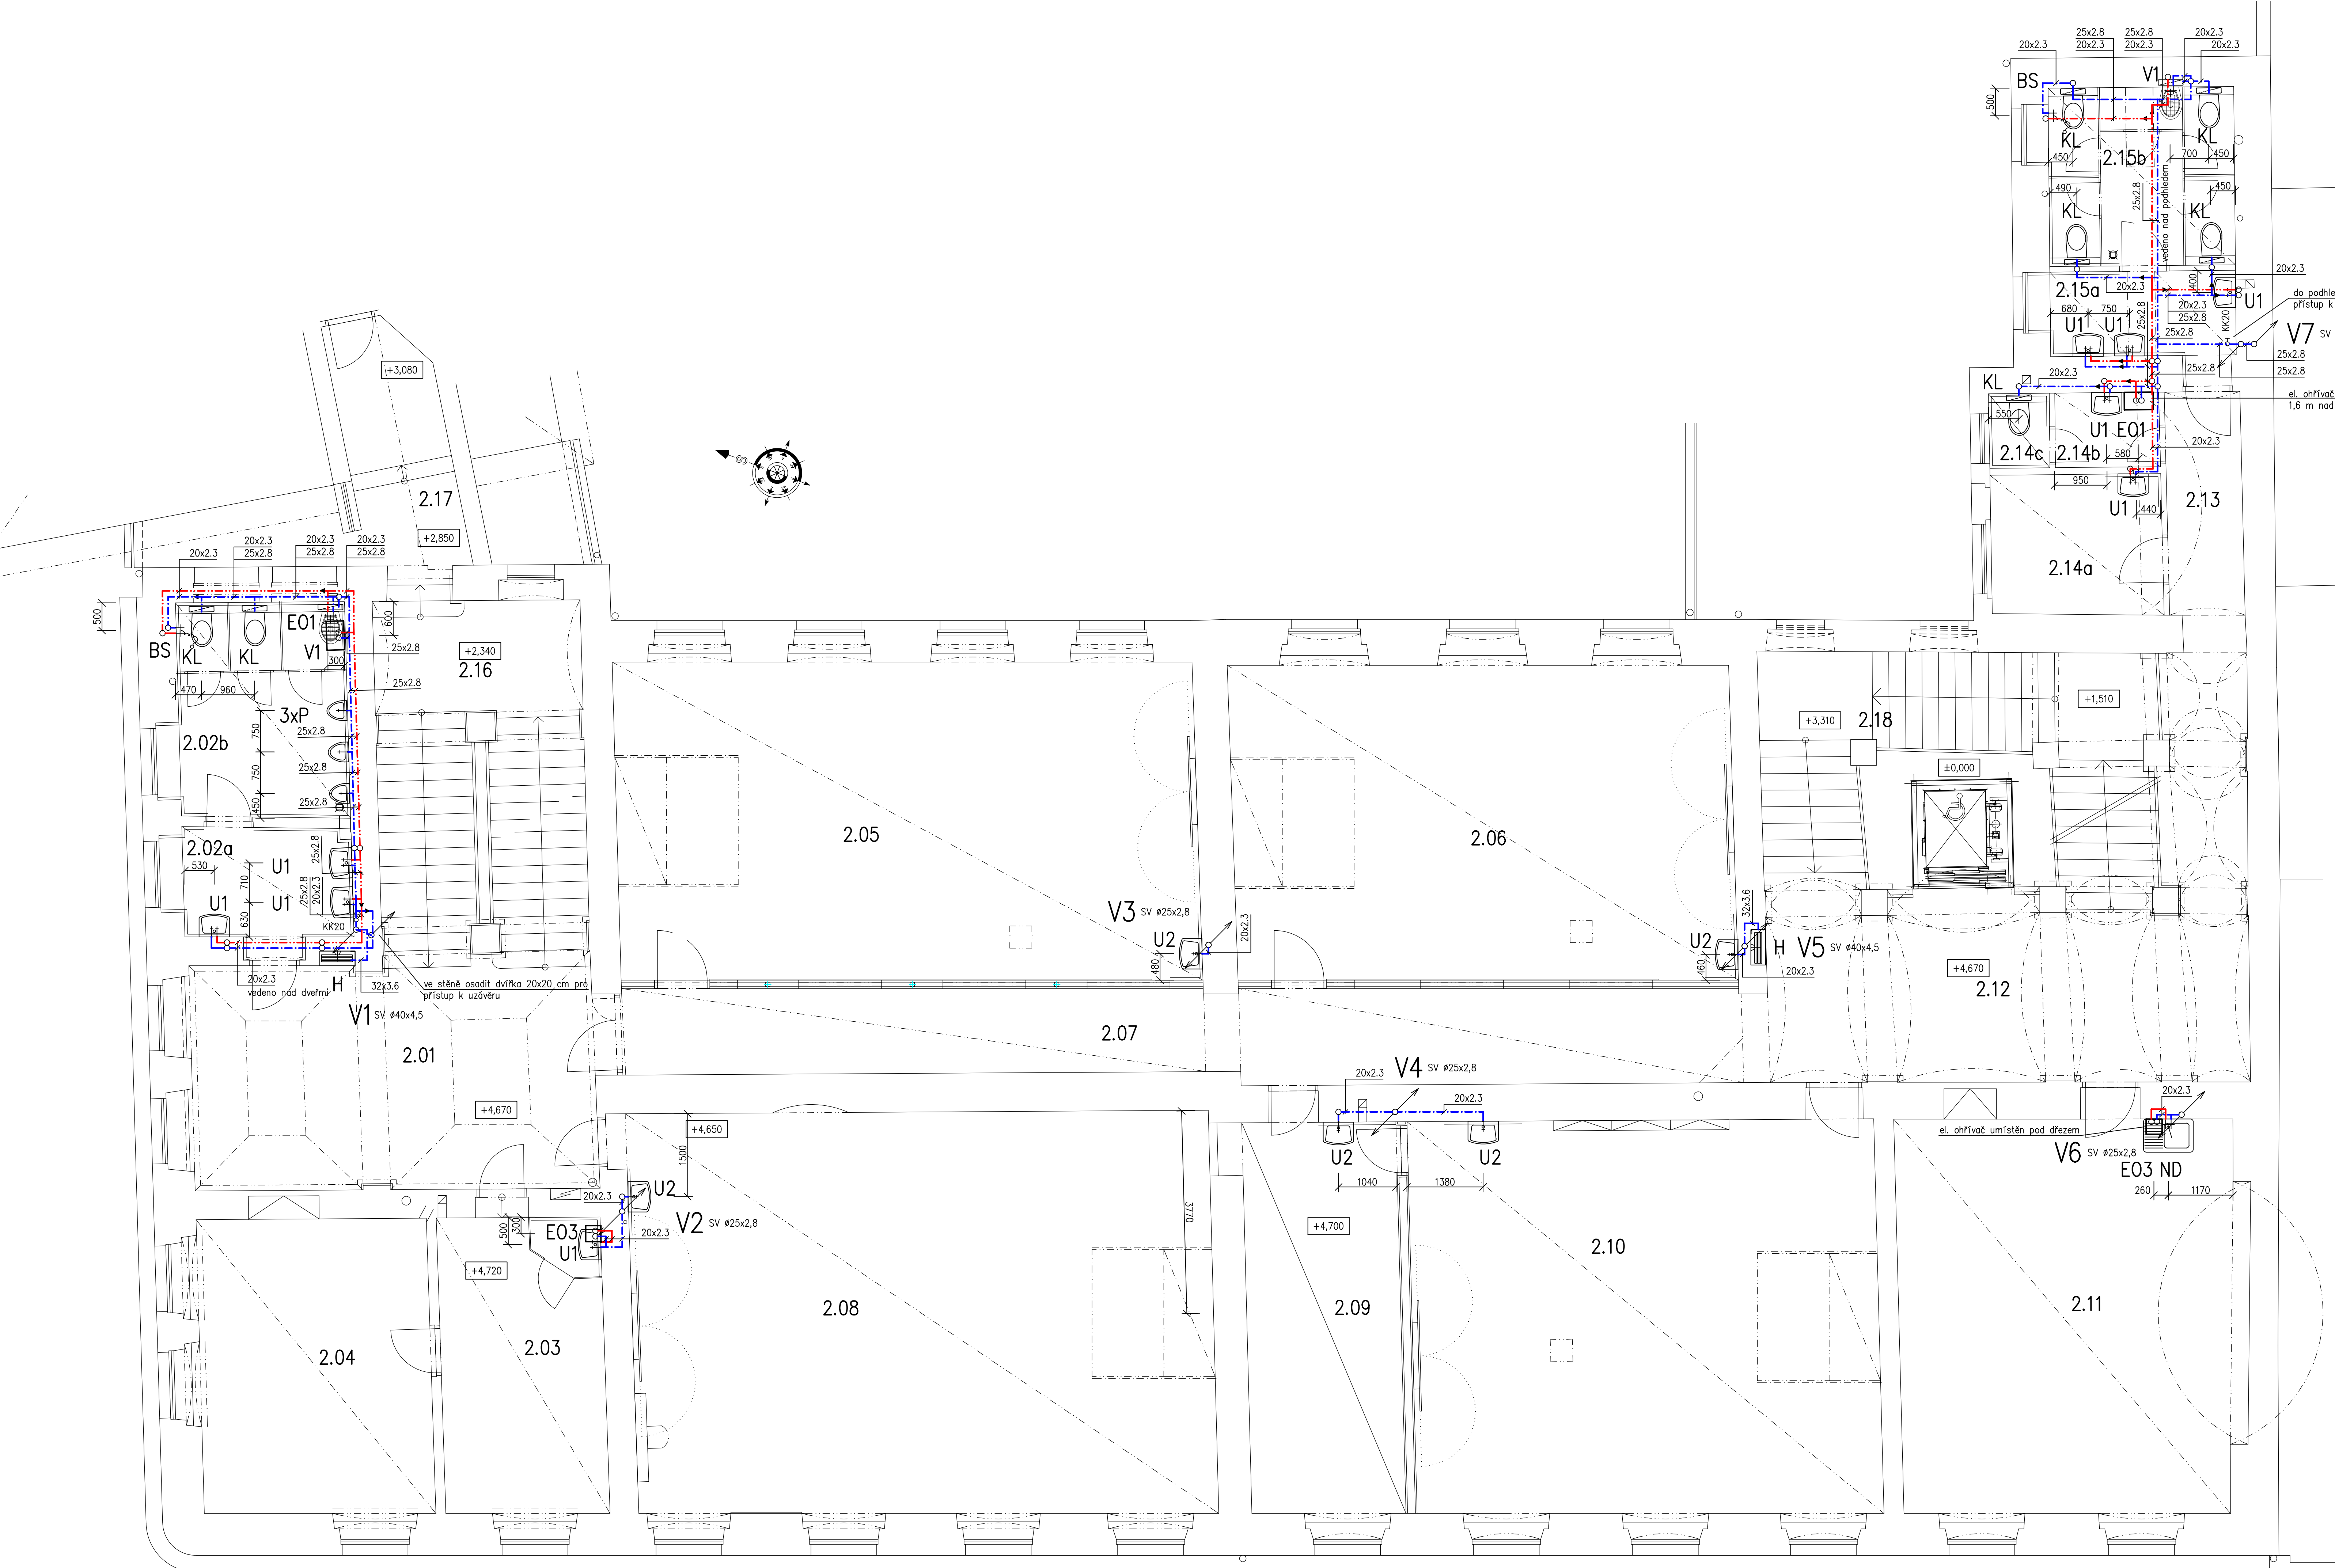 25x2.8
20x2.3
20x2.3
25x2.8
20x2.3
20x2.3
20x2.3
BS
V1
500
KL
KL
450
2.15b
700
450
490
25x2.8
vedeno nad podhledem
450
KL
KL
2.15a
20x2.3
400
20x2.3
U1
20x2.3
25x2.8
do podhle
přístup k
680
750
25x2.8
U1
U1
KK20
25x2.8
V7 SV
25x2.8
25x2.8
25x2.8
KL
20x2.3
el. ohřívač
1,6 m nad
550
U1
EO1
20x2.3
2.14c
2.14b
580
950
U1
440
2.13
2.14a
+3,080
S
2.17
+2,850
20x2.3
20x2.3
25x2.8
20x2.3
25x2.8
20x2.3
25x2.8
500
600
EO1
BS
KL
KL
V1
300
25x2.8
+2,340
2.16
25x2.8
470
960
3xP
750
25x2.8
2.02b
750
25x2.8
450
25x2.8
2.02a
530
U1
25x2.8
710
25x2.8
20x2.3
U1
U1
630
KK20
20x2.3
vedeno nad dveřmi
H
32x3.6
ve stěně osadit dvířka 20x20 cm pro
přístup k uzávěru
V1 SV ø40x4,5
2.01
+4,670
2.05
V3 SV ø25x2,8
U2
20x2.3
480
2.06
U2
460
32x3.6
H
V5 SV ø40x4,5
20x2.3
+3,310
2.18
+1,510
±0,000
+4,670
2.12
2.07
V4 SV ø25x2,8
20x2.3
20x2.3
U2
U2
1040
1380
+4,700
2.09
2.10
+4,650
1500
3770
20x2.3
U2
V2 SV ø25x2,8
EO3
20x2.3
U1
500
300
+4,720
2.03
2.04
2.08
20x2.3
el. ohřívač umístěn pod dřezem
V6 SV ø25x2,8
EO3 ND
260
1170
2.11